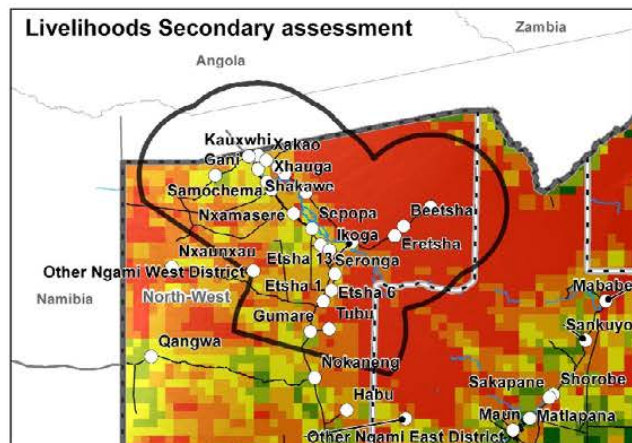 Livelihoods Secondary assessment
Zambia
Angola
Kauxwhi
Xakao
Gani
Xhauga
Samochema
Shakawe
Nxamasere
Sepopa
Beetsha
Ikoga
Eretsha
Nxaunxau
Etsha 13
Seronga
Other Ngami West District
Etsha 1
Etsha 6
Mababe
Namibia
North-West
Gumare
Tubu
Sankuyo
Qangwa
Nokaneng
Sakapane
Shorobe
Habu
Maun
Matlapana
Other Ngami East District